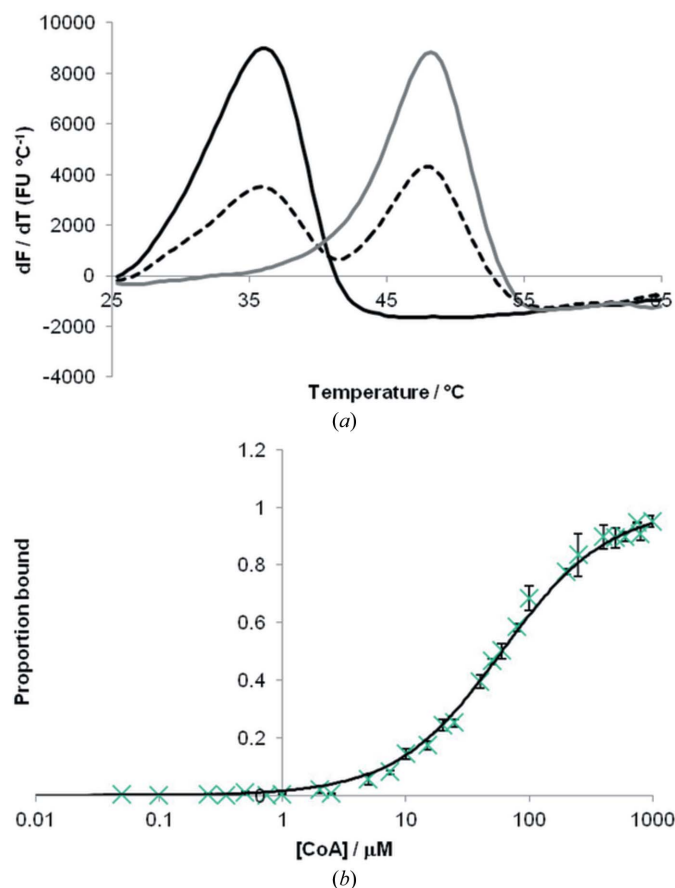 10000
8000
6000
4000
2000
0
-2000
-4000
dF / dT (FU °C-1)
25 35 45 55 65
Temperature / °C
(a)
1.2
1
0.8
0.6
0.4
0.2
0
Proportion bound
0.01 0.1 1 10 100 1000
[CoA] / µM
(b)